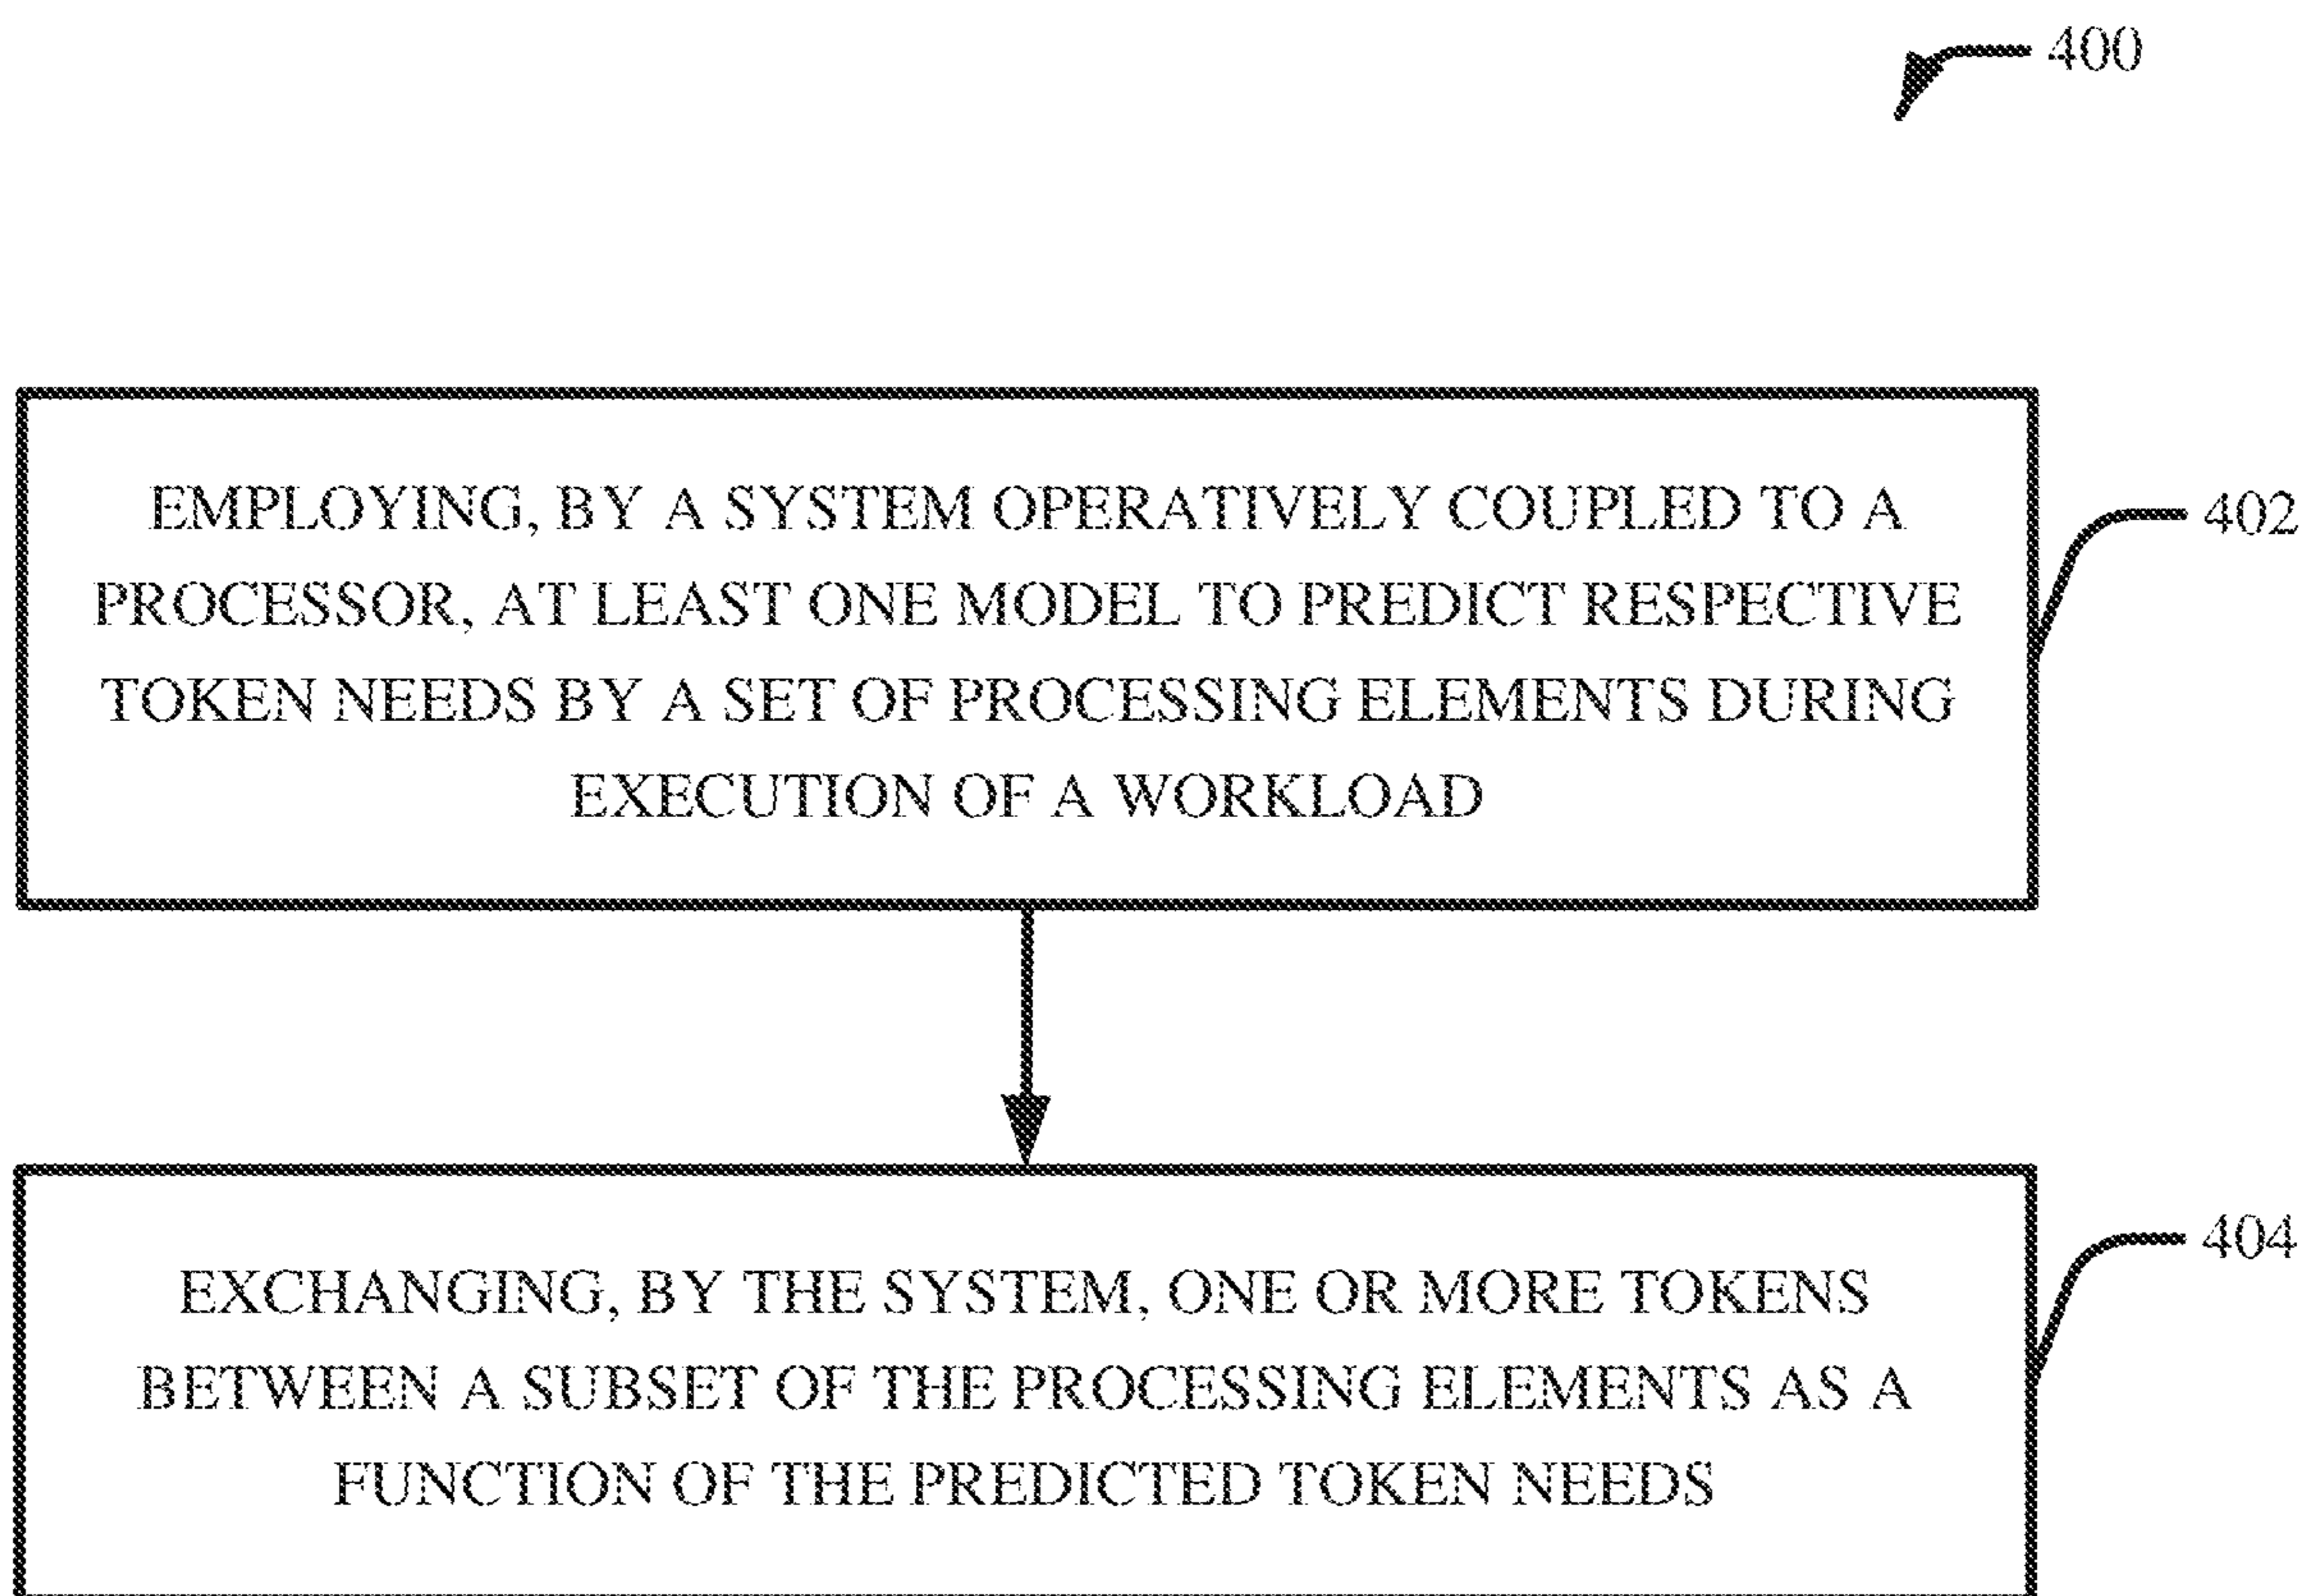 400
EMPLOYING, BY A SYSTEM OPERATIVELY COUPLED TO A
PROCESSOR, AT LEAST ONE MODEL TO PREDICT RESPECTIVE
TOKEN NEEDS BY A SET OF PROCESSING ELEMENTS DURING
EXECUTION OF A WORKLOAD
402
EXCHANGING, BY THE SYSTEM, ONE OR MORE TOKENS
BETWEEN A SUBSET OF THE PROCESSING ELEMENTS AS A
FUNCTION OF THE PREDICTED TOKEN NEEDS
404